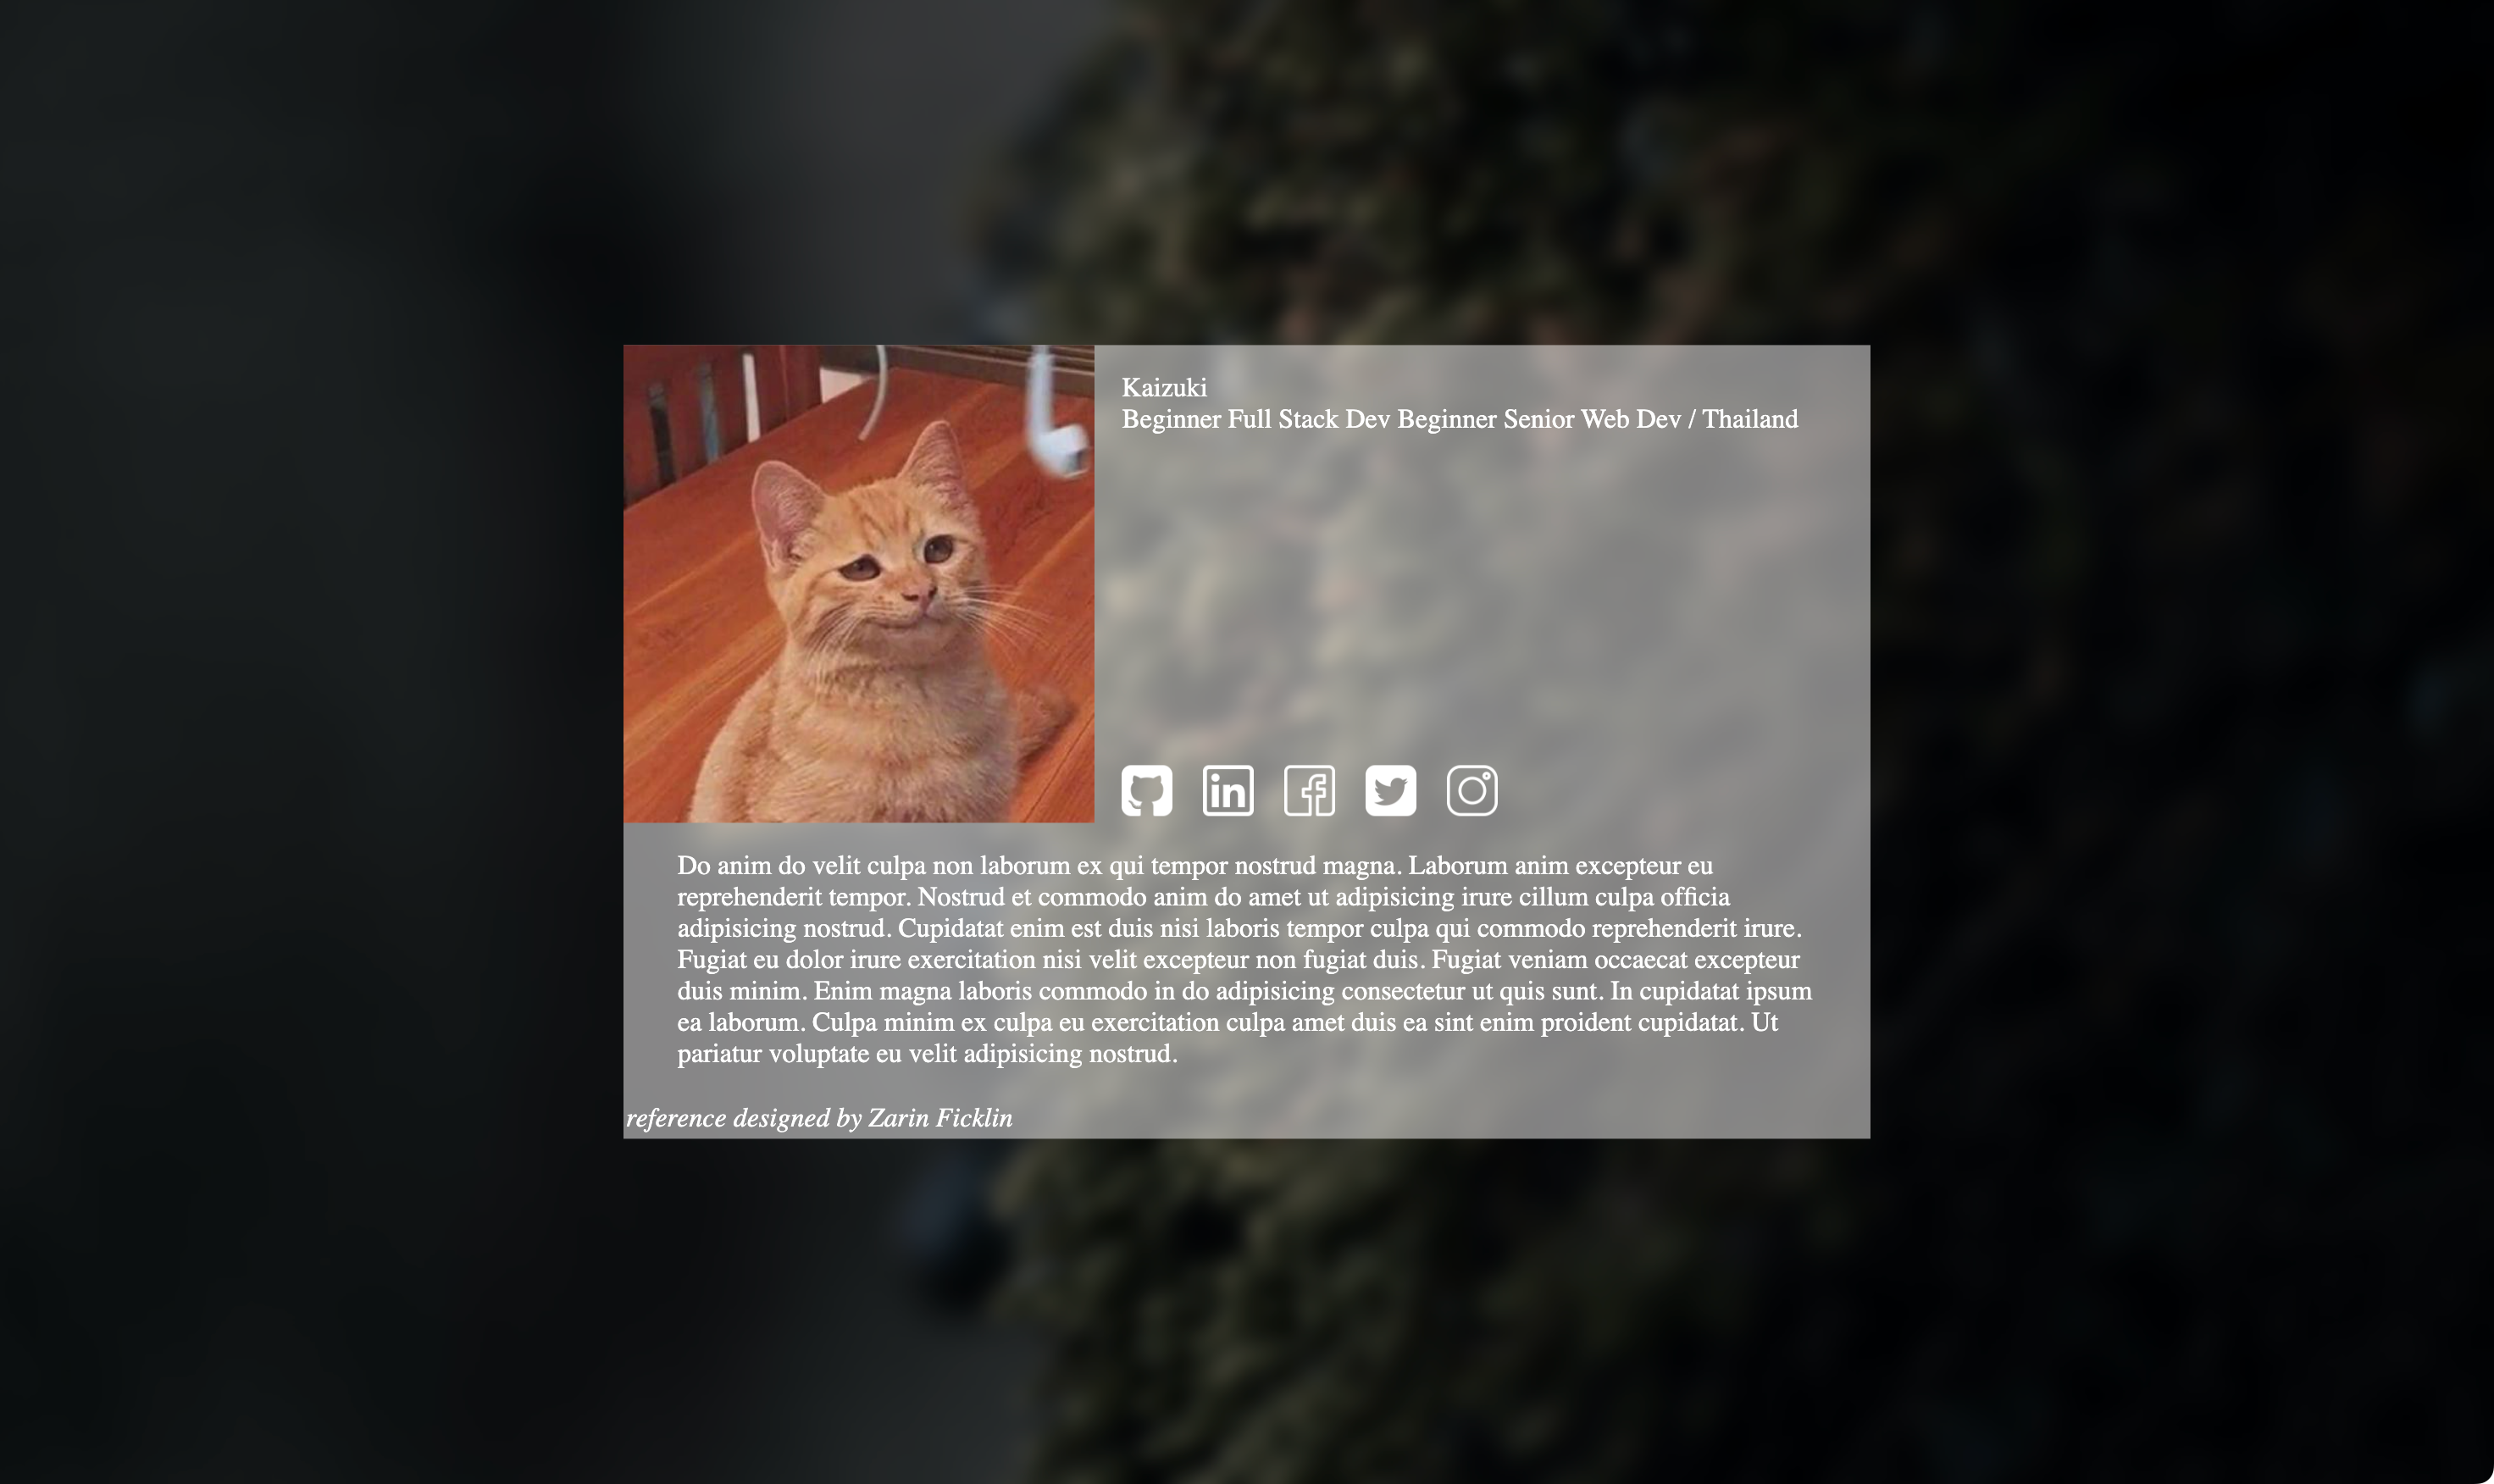 Kaizuki
Beginner Full Stack Dev Beginner Senior Web Dev / Thailand
in
Do anim do velit culpa non laborum ex qui tempor nostrud magna. Laborum anim excepteur eu
reprehenderit tempor. Nostrud et commodo anim do amet ut adipisicing irure cillum culpa officia
adipisicing nostrud. Cupidatat enim est duis nisi laboris tempor culpa qui commodo reprehenderit irure.
Fugiat eu dolor irure exercitation nisi velit excepteur non fugiat duis. Fugiat veniam occaecat excepteur
duis minim. Enim magna laboris commodo in do adipisicing consectetur ut quis sunt. In cupidatat ipsum
ea laborum. Culpa minim ex culpa eu exercitation culpa amet duis ea sint enim proident cupidatat. Ut
pariatur voluptate eu velit adipisicing nostrud.
reference designed by Zarin Ficklin